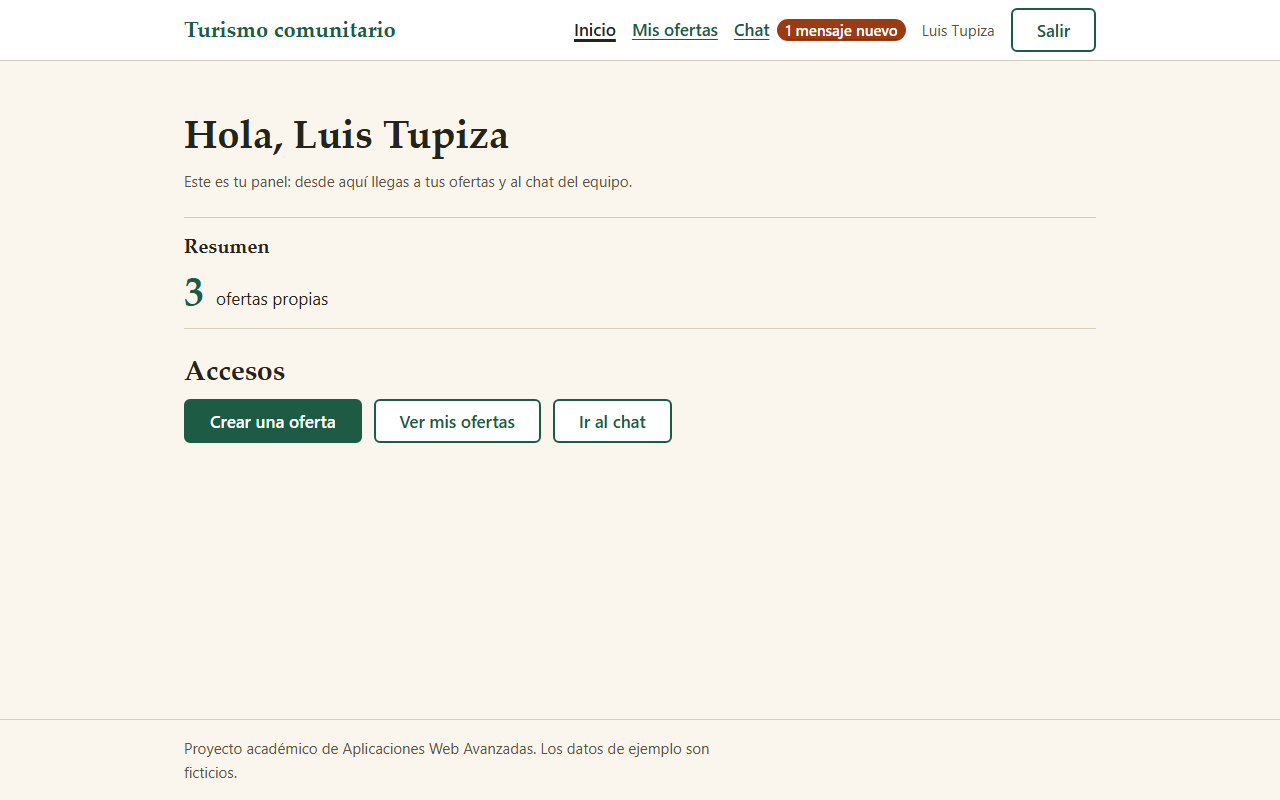 Turismo comunitario
Inicio Mis ofertas Chat 1 mensaje nuevo Luis Tupiza Salir
Hola, Luis Tupiza
Este es tu panel: desde aquí llegas a tus ofertas y al chat del equipo.
Resumen
3 ofertas propias
Accesos
Crear una oferta Ver mis ofertas Ir al chat
Proyecto académico de Aplicaciones Web Avanzadas. Los datos de ejemplo son
ficticios.